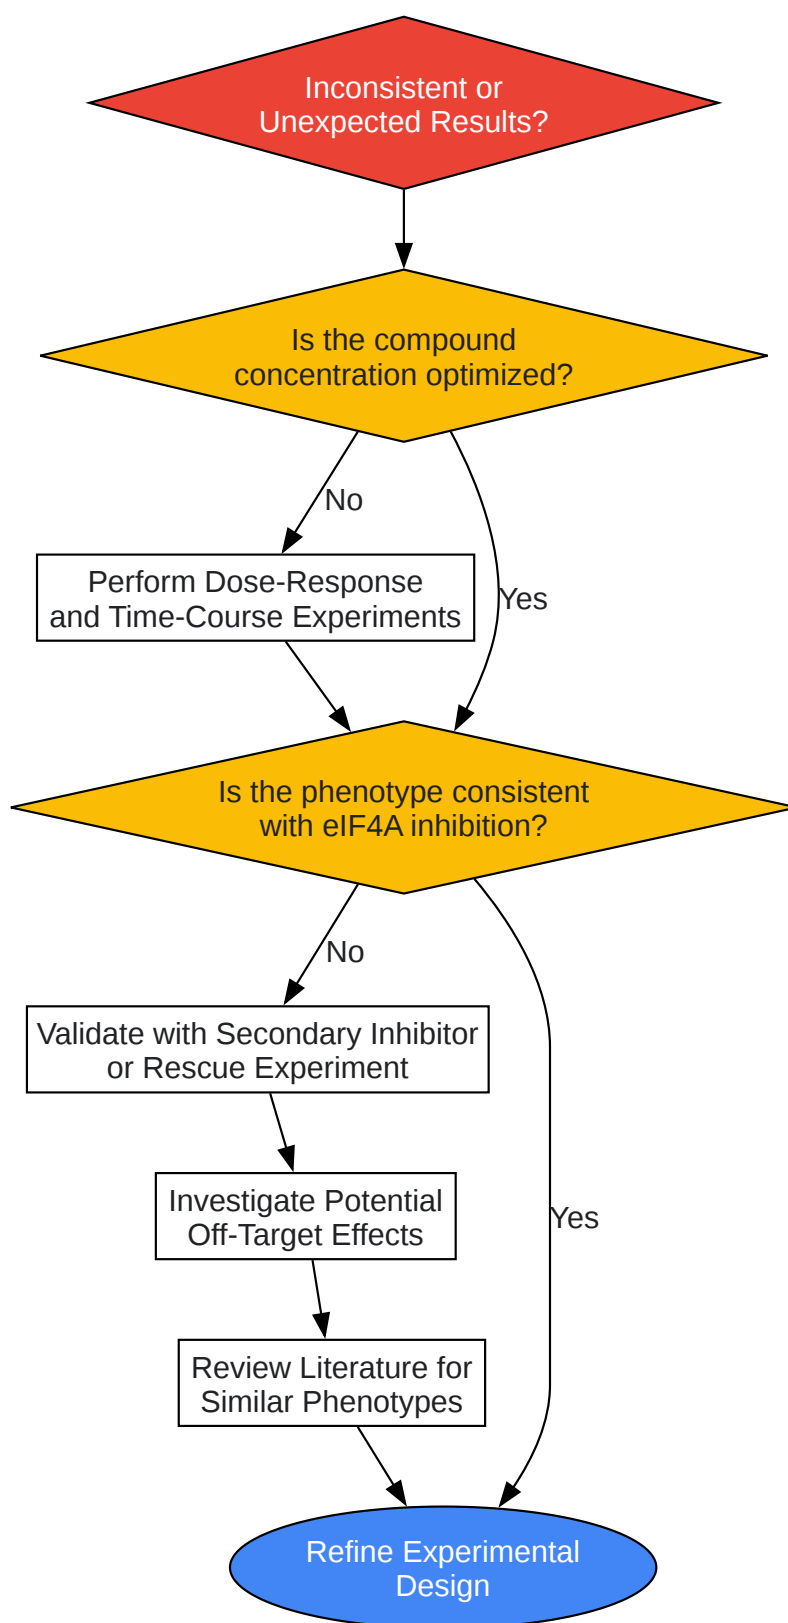 Inconsistent or
Unexpected Results?
Is the compound
concentration optimized?
No
Perform Dose-Response
and Time-Course Experiments
Yes
Is the phenotype consistent
with eIF4A inhibition?
No
Validate with Secondary Inhibitor
or Rescue Experiment
Investigate Potential
Off-Target Effects
Yes
Review Literature for
Similar Phenotypes
Refine Experimental
Design